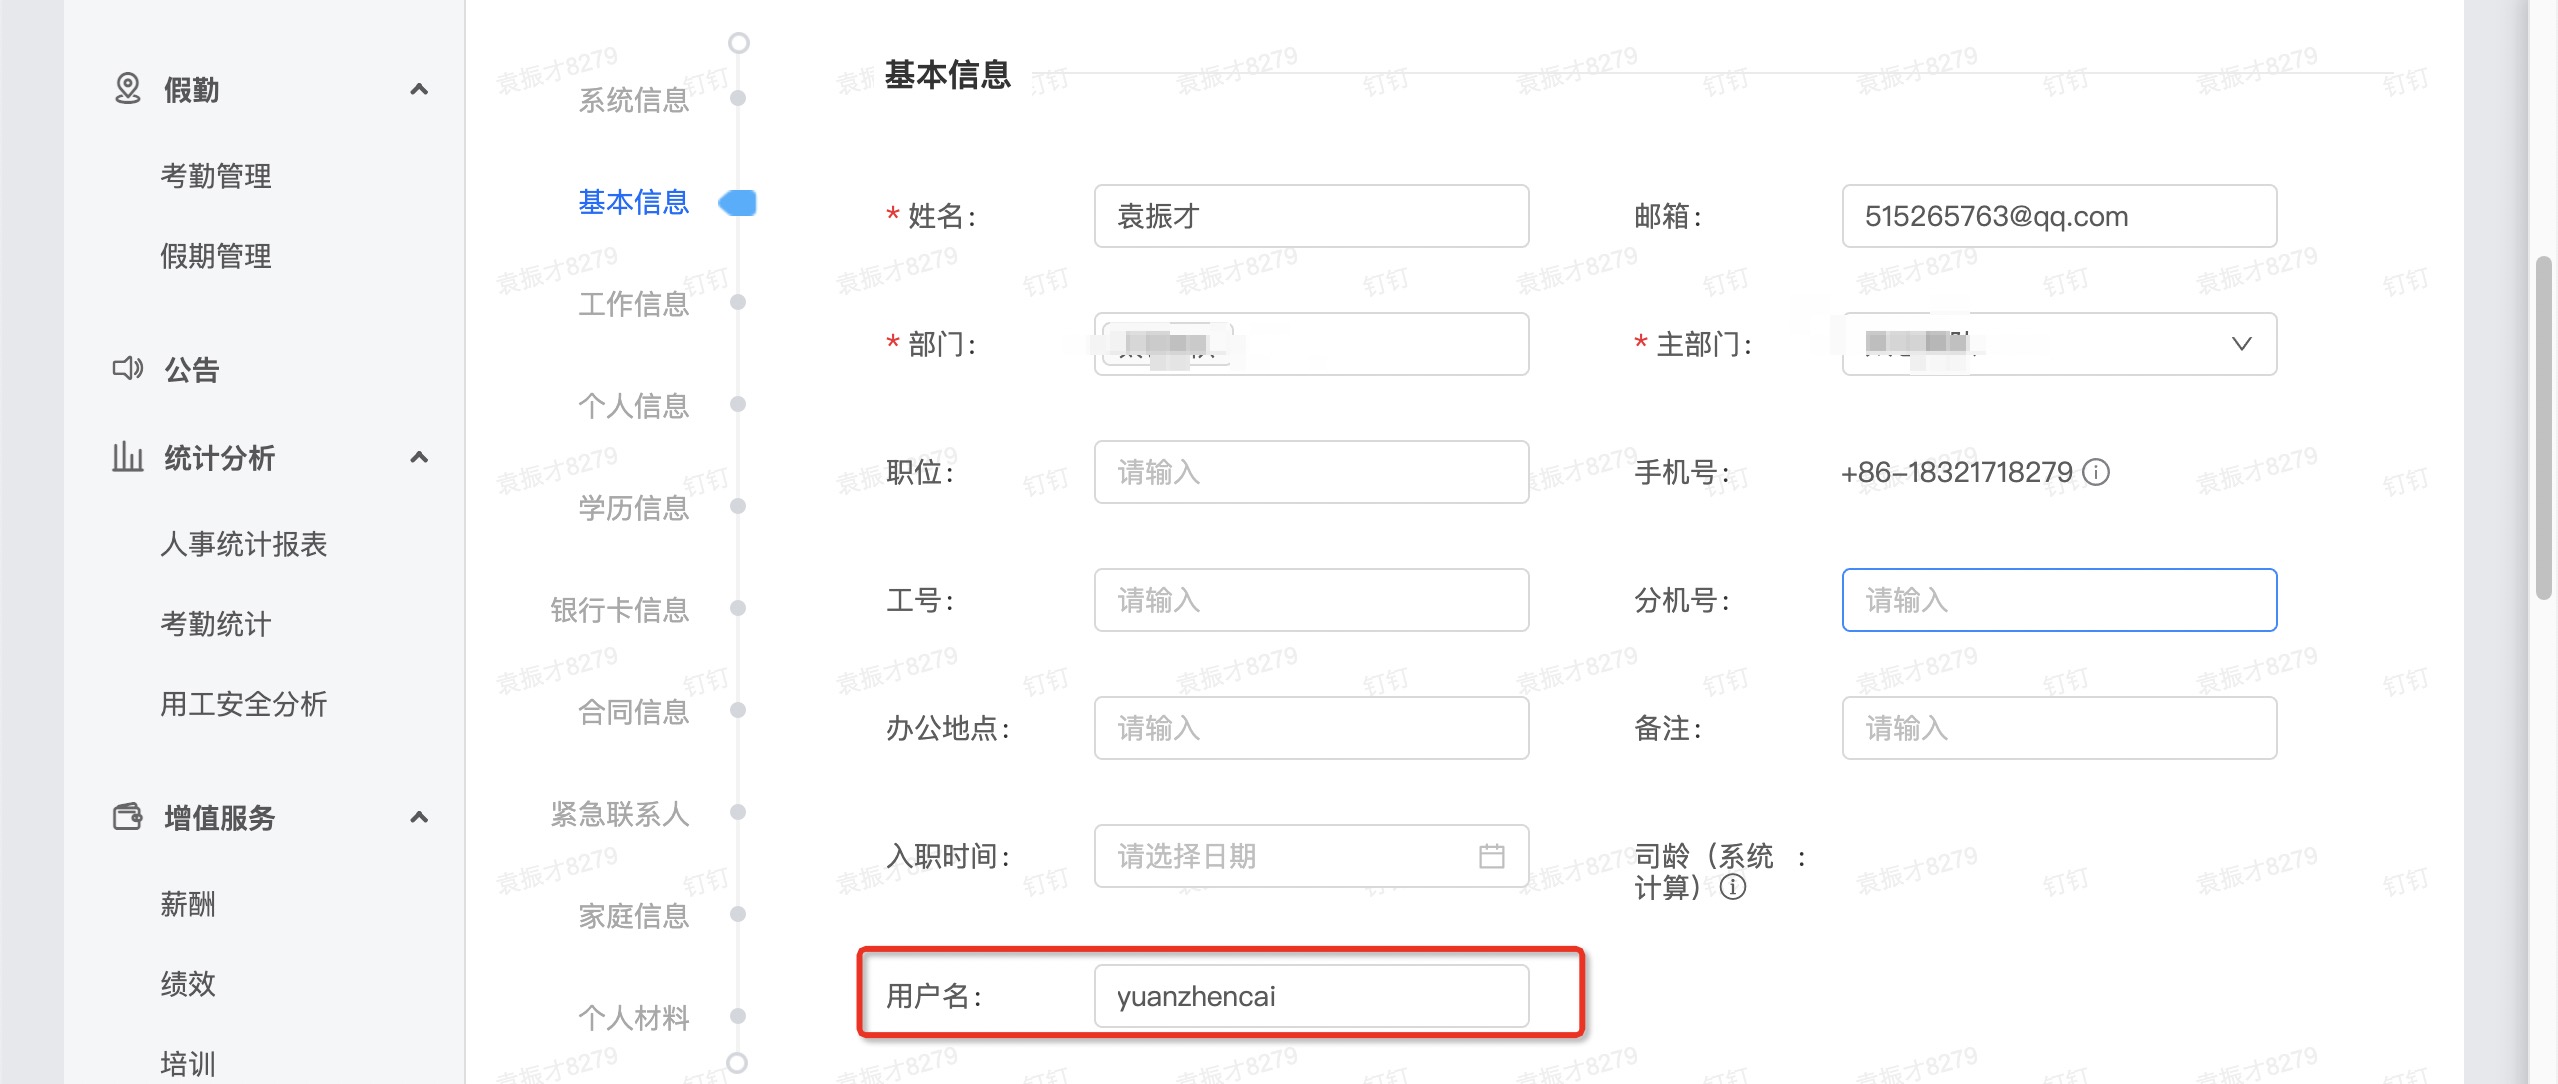 假勤
考勤管理
假期管理
公告
统计分析
人事统计报表
考勤统计
用工安全分析
增值服务
薪酬
绩效
培训
系统信息
基本信息
工作信息
个人信息
学历信息
银行卡信息
合同信息
紧急联系人
家庭信息
个人材料
基本信息
* 姓名: 袁振才 邮箱: 515265763@qq.com
* 部门: * 主部门:
职位: 请输入 手机号: +86-18321718279
工号: 请输入 分机号: 请输入
办公地点: 请输入 备注: 请输入
入职时间: 请选择日期 司龄（系统计算）:
用户名: yuanzhencai
袁振才8279 钉钉